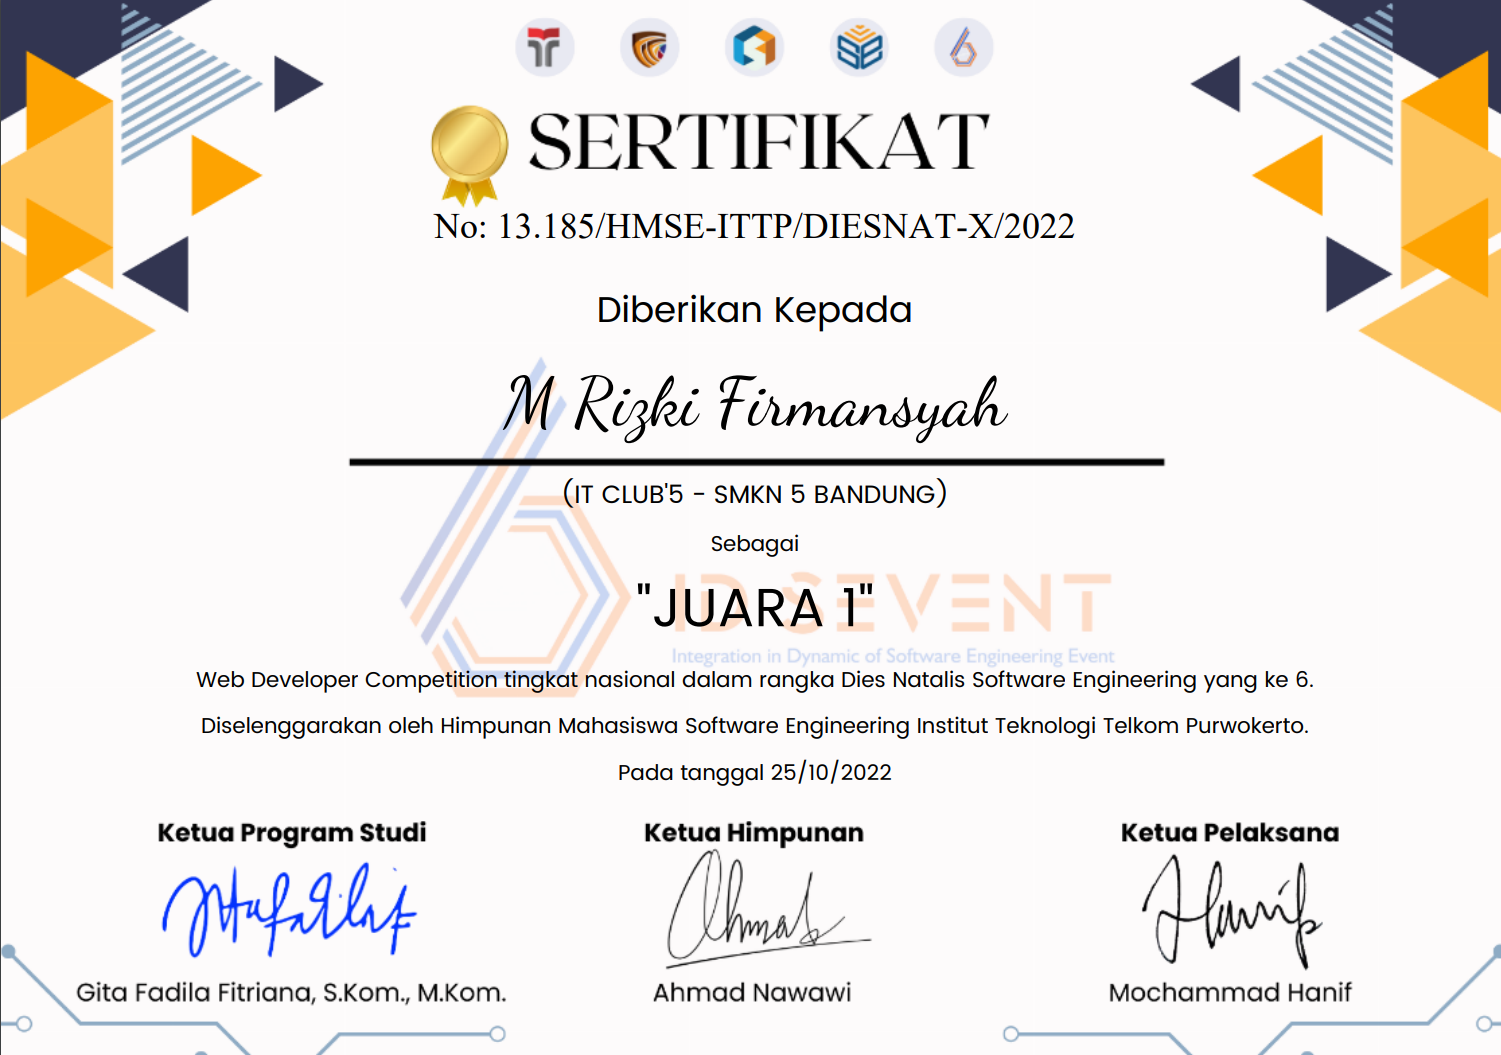 SERTIFIKAT
No: 13.185/HMSE-ITTP/DIESNAT-X/2022
Diberikan Kepada
M Rizki Firmansyah
(IT CLUB'5 - SMKN 5 BANDUNG)
Sebagai
"JUARA 1"
ID SEVENT
Integration in Dynamic of Software Engineering Event
Web Developer Competition tingkat nasional dalam rangka Dies Natalis Software Engineering yang ke 6.
Diselenggarakan oleh Himpunan Mahasiswa Software Engineering Institut Teknologi Telkom Purwokerto.
Pada tanggal 25/10/2022
Ketua Program Studi
Ketua Himpunan
Ketua Pelaksana
Gita Fadila Fitriana, S.Kom., M.Kom.
Ahmad Nawawi
Mochammad Hanif